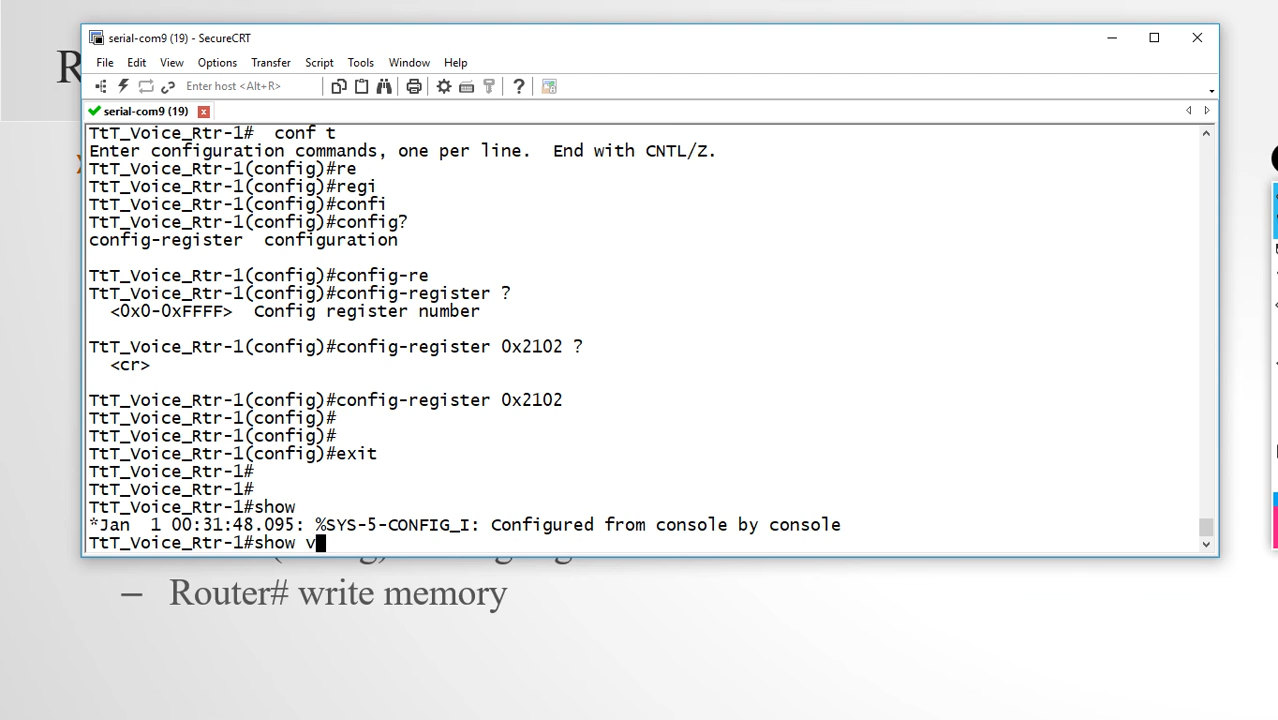 R
serial-com9 (19) - SecureCRT
File Edit View Options Transfer Script Tools Window Help
Enter host <Alt+R>
serial-com9 (19)
TtT_Voice_Rtr-1#  conf t
Enter configuration commands, one per line.  End with CNTL/Z.
TtT_Voice_Rtr-1(config)#re
TtT_Voice_Rtr-1(config)#regi
TtT_Voice_Rtr-1(config)#confi
TtT_Voice_Rtr-1(config)#config?
config-register  configuration
TtT_Voice_Rtr-1(config)#config-re
TtT_Voice_Rtr-1(config)#config-register ?
<0x0-0xFFFF>  Config register number
TtT_Voice_Rtr-1(config)#config-register 0x2102 ?
<cr>
TtT_Voice_Rtr-1(config)#config-register 0x2102
TtT_Voice_Rtr-1(config)#
TtT_Voice_Rtr-1(config)#
TtT_Voice_Rtr-1(config)#exit
TtT_Voice_Rtr-1#
TtT_Voice_Rtr-1#
TtT_Voice_Rtr-1#show
*Jan  1 00:31:48.095: %SYS-5-CONFIG_I: Configured from console by console
TtT_Voice_Rtr-1#show v
– Router# write memory